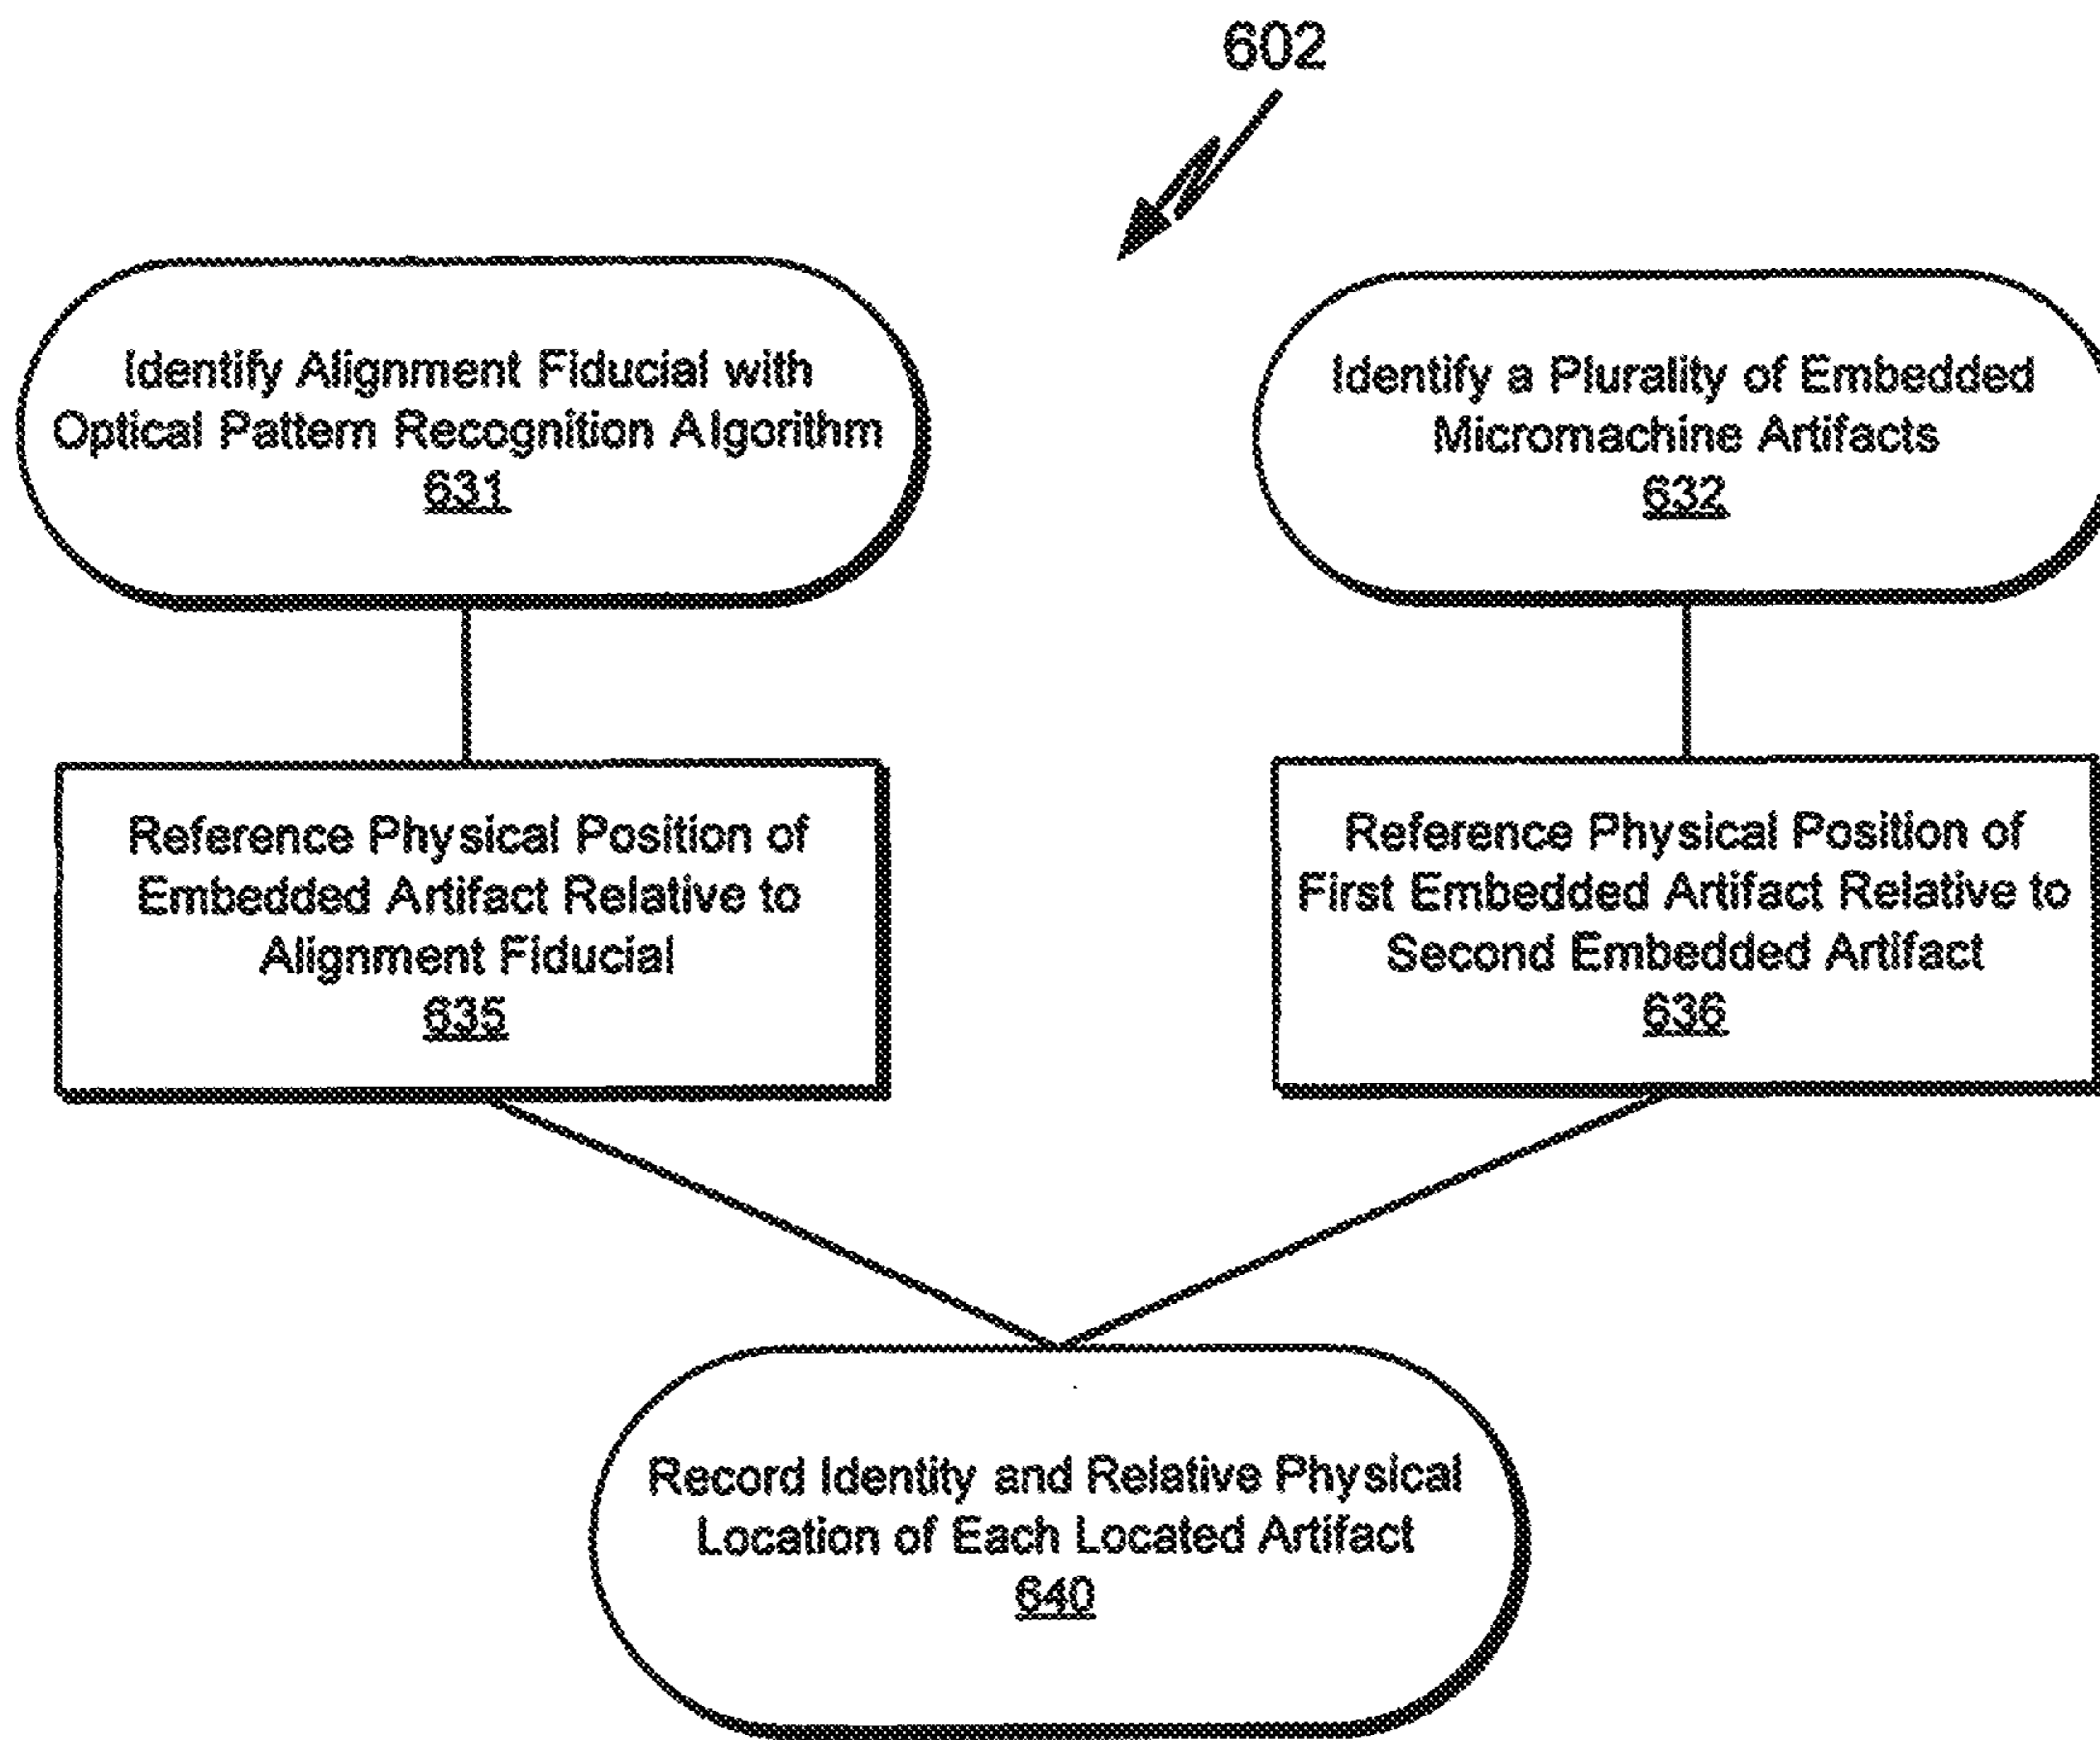 602
Identify Alignment Fiducial with
Optical Pattern Recognition Algorithm
631
Identify a Plurality of Embedded
Micromachine Artifacts
632
Reference Physical Position of
Embedded Artifact Relative to
Alignment Fiducial
635
Reference Physical Position of
First Embedded Artifact Relative to
Second Embedded Artifact
636
Record Identity and Relative Physical
Location of Each Located Artifact
640